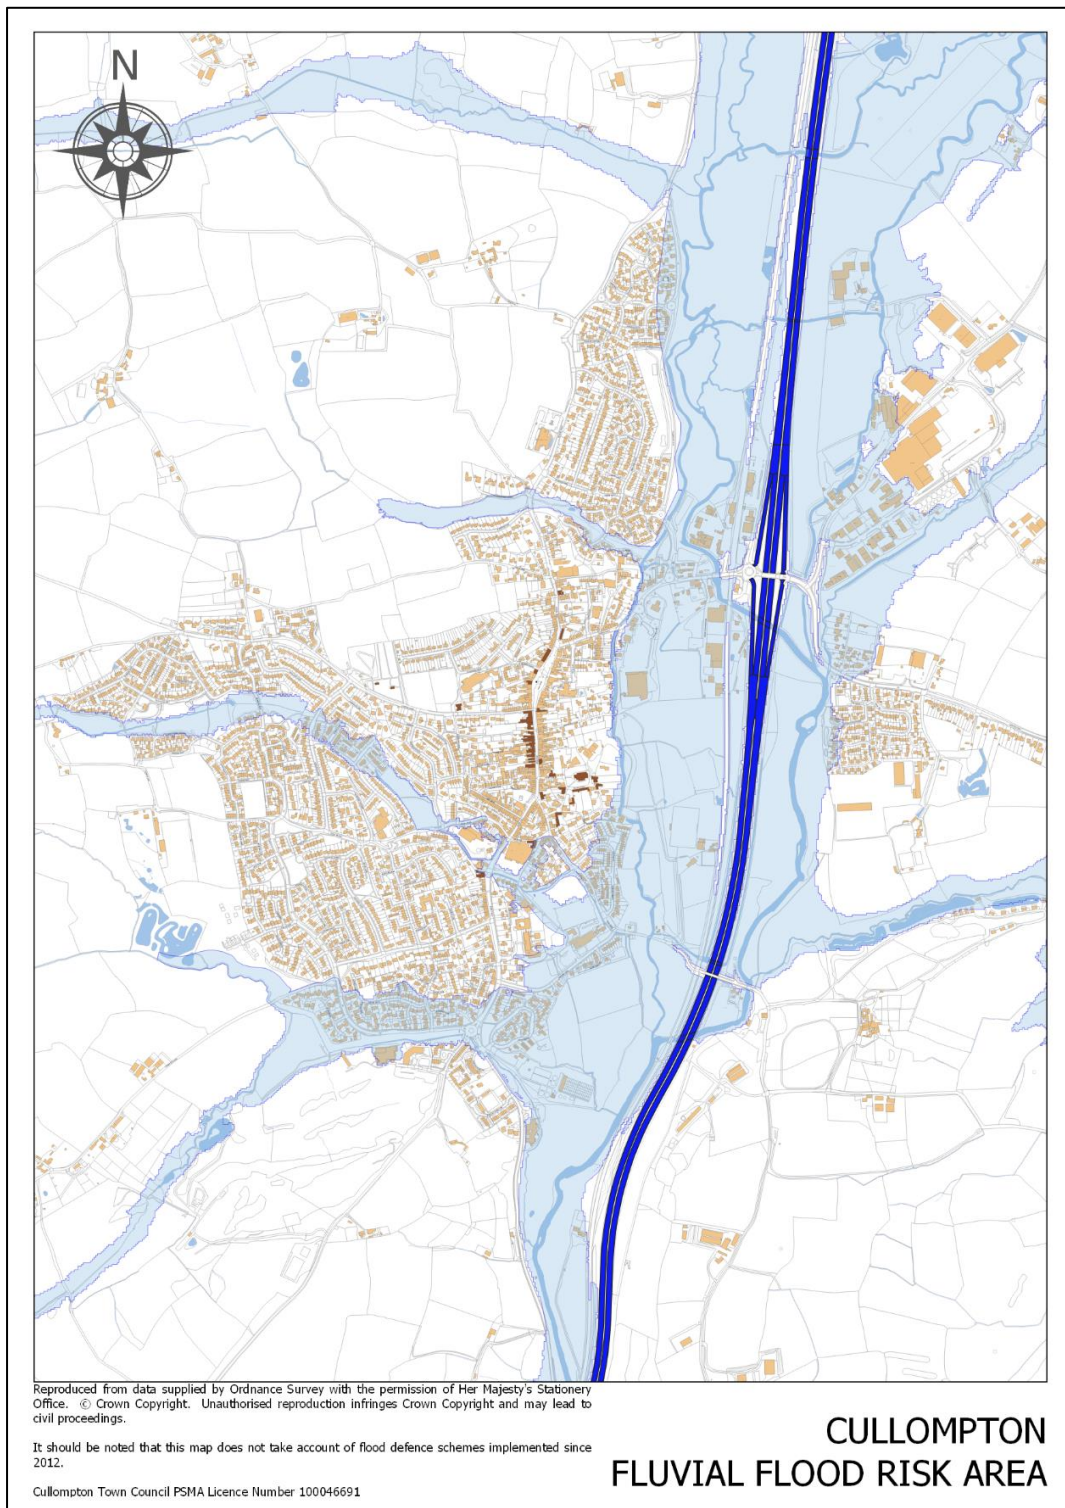 N
Reproduced from data supplied by Ordnance Survey with the permission of Her Majesty's Stationery
Office. © Crown Copyright. Unauthorised reproduction infringes Crown Copyright and may lead to
civil proceedings.
It should be noted that this map does not take account of flood defence schemes implemented since
2012.
Cullompton Town Council PSMA Licence Number 100046691
CULLOMPTON
FLUVIAL FLOOD RISK AREA